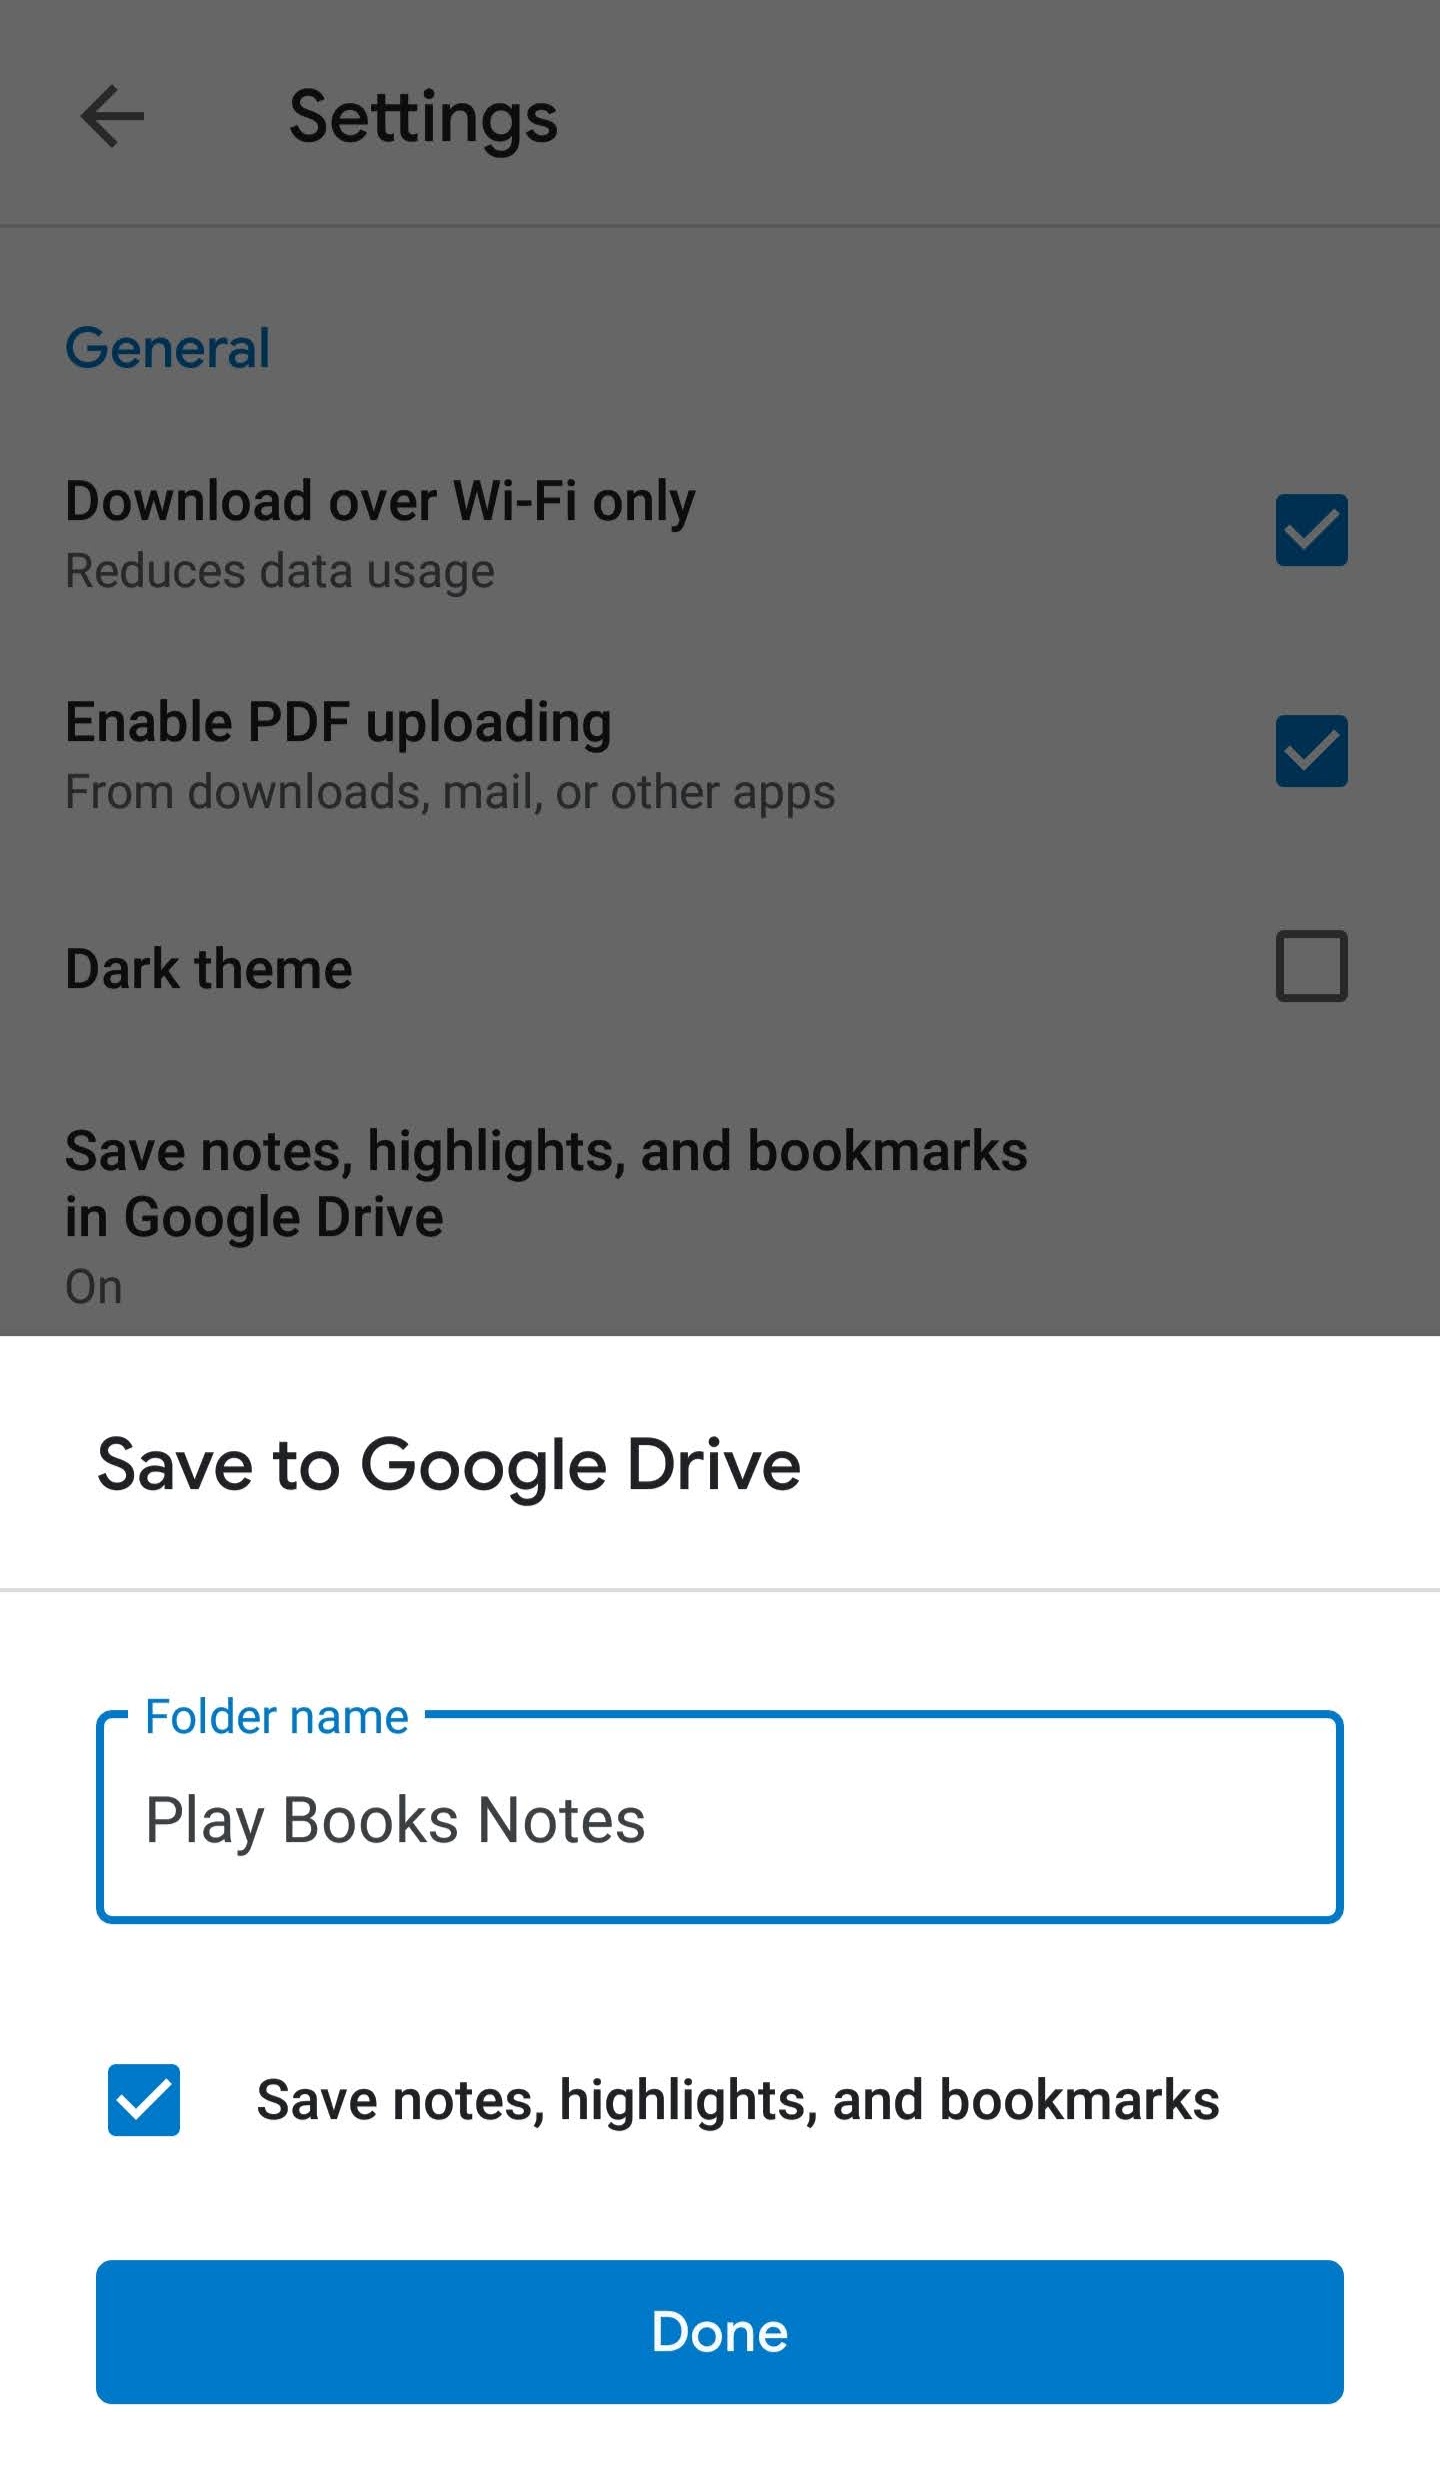 Settings
General
Download over Wi-Fi only
Reduces data usage
Enable PDF uploading
From downloads, mail, or other apps
Dark theme
Save notes, highlights, and bookmarks
in Google Drive
On
Save to Google Drive
Folder name
Play Books Notes
Save notes, highlights, and bookmarks
Done